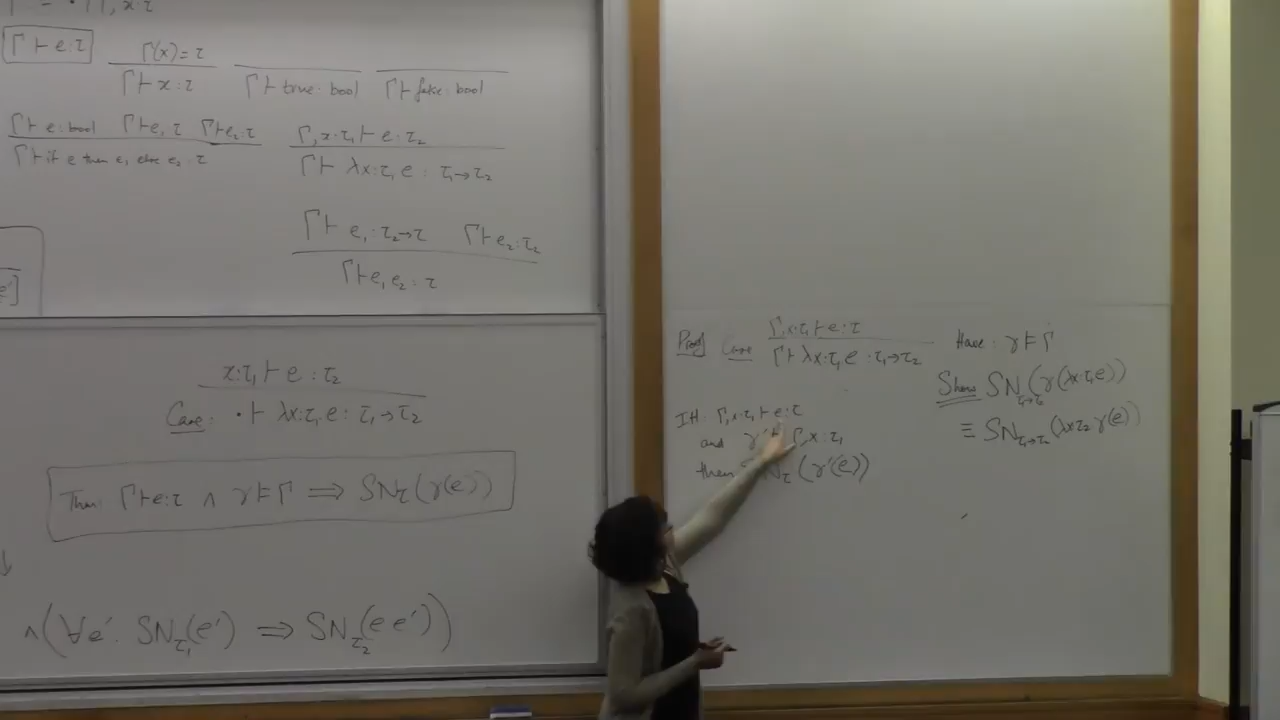 x:τ
Γ ⊢ e:τ
Γ(x)=τ
Γ⊢ x:τ
Γ⊢ true:bool
Γ⊢ false:bool
Γ⊢e:bool Γ⊢e₁:τ Γ⊢e₂:τ
Γ⊢if e then e₁ else e₂:τ
Γ,x:τ₁⊢ e:τ₂
Γ⊢ λx:τ₁.e : τ₁→τ₂
Γ⊢ e₁:τ₂→τ Γ⊢e₂:τ₂
Γ⊢e₁ e₂:τ
e']
x:τ₁⊢ e:τ₂
Case: •⊢ λx:τ₁.e : τ₁→τ₂
Thm: Γ⊢e:τ ∧ γ⊨Γ ⟹ SN_τ(γ(e))
∧(∀e'. SN_τ₁(e') ⟹ SN_τ₂(e e'))
Proof Case
Γ,x:τ₁⊢e:τ
Γ⊢λx:τ₁.e : τ₁→τ₂
Have: γ⊨Γ
Show SN_τ₁→τ₂(γ(λx:τ₁.e))
≡ SN_τ₁→τ₂(λx:τ₂.γ(e))
IH: Γ,x:τ₁⊢e:τ
and γ'⊨ Γ,x:τ₁
then SN_τ(γ'(e))